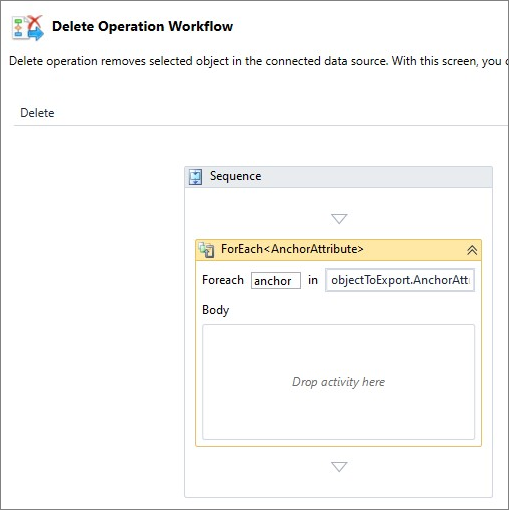 Delete Operation Workflow
Delete operation removes selected object in the connected data source. With this screen, you
Delete
Sequence
ForEach<AnchorAttribute>
Foreach anchor in objectToExport.AnchorAtt
Body
Drop activity here